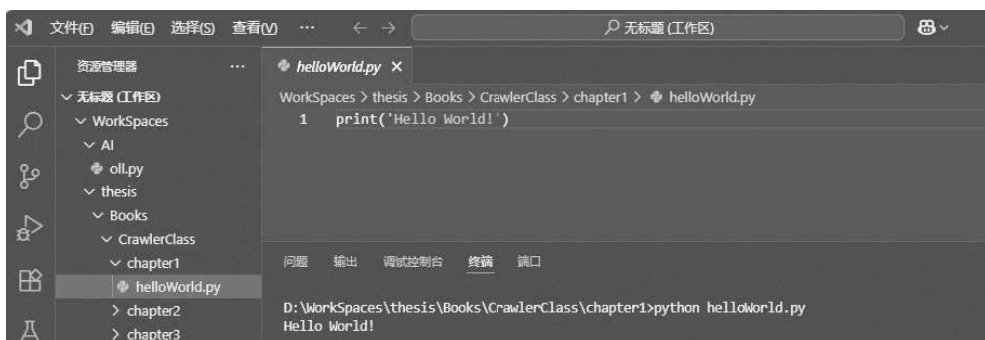 文件(F) 编辑(E) 选择(S) 查看(V) ··· ← → 无标题 (工作区)
资源管理器 ···
helloWorld.py ×
无标题 (工作区)
WorkSpaces > thesis > Books > CrawlerClass > chapter1 > helloWorld.py
WorkSpaces
1 print('Hello World!')
AI
oll.py
thesis
Books
CrawlerClass
chapter1
helloWorld.py
chapter2
chapter3
问题 输出 调试控制台 终端 端口
D:\WorkSpaces\thesis\Books\CrawlerClass\chapter1>python helloWorld.py
Hello World!